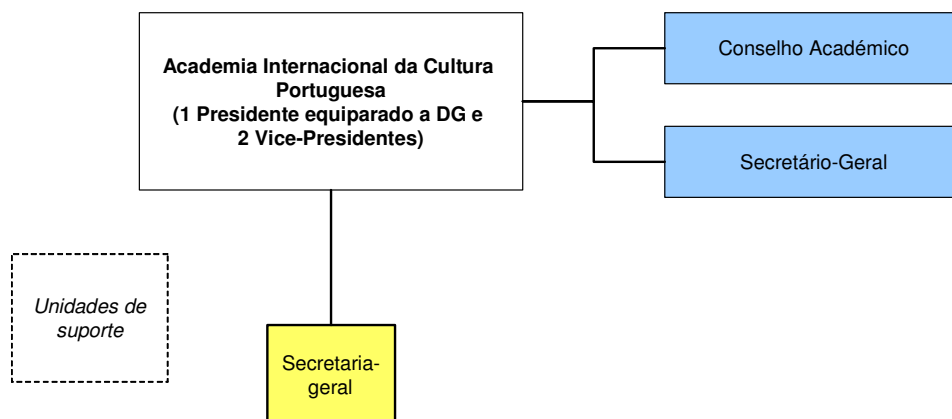 Academia Internacional da Cultura
Portuguesa
(1 Presidente equiparado a DG e
2 Vice-Presidentes)
Conselho Académico
Secretário-Geral
Unidades de
suporte
Secretaria-
geral